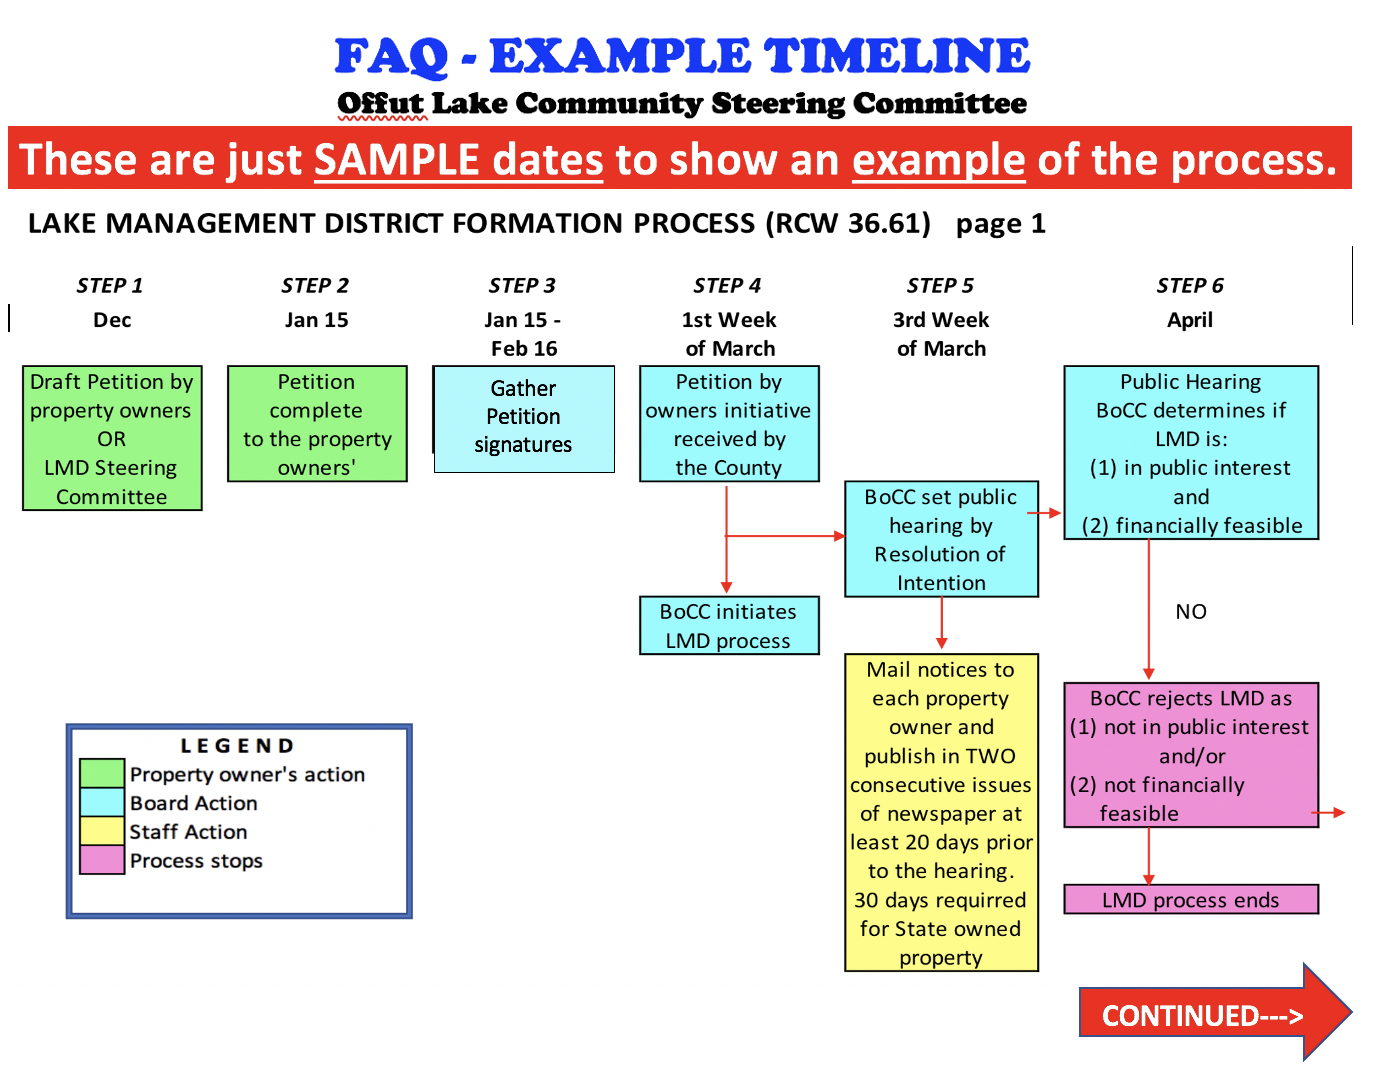 FAQ - EXAMPLE TIMELINE
Offut Lake Community Steering Committee
These are just SAMPLE dates to show an example of the process.
LAKE MANAGEMENT DISTRICT FORMATION PROCESS (RCW 36.61) page 1
STEP 1
Dec
Draft Petition by
property owners
OR
LMD Steering
Committee
STEP 2
Jan 15
Petition
complete
to the property
owners'
STEP 3
Jan 15 -
Feb 16
Gather
Petition
signatures
STEP 4
1st Week
of March
Petition by
owners initiative
received by
the County
BoCC initiates
LMD process
STEP 5
3rd Week
of March
BoCC set public
hearing by
Resolution of
Intention
Mail notices to
each property
owner and
publish in TWO
consecutive issues
of newspaper at
least 20 days prior
to the hearing.
30 days requirred
for State owned
property
STEP 6
April
Public Hearing
BoCC determines if
LMD is:
(1) in public interest
and
(2) financially feasible
NO
BoCC rejects LMD as
(1) not in public interest
and/or
(2) not financially
feasible
LMD process ends
LEGEND
Property owner's action
Board Action
Staff Action
Process stops
CONTINUED--->